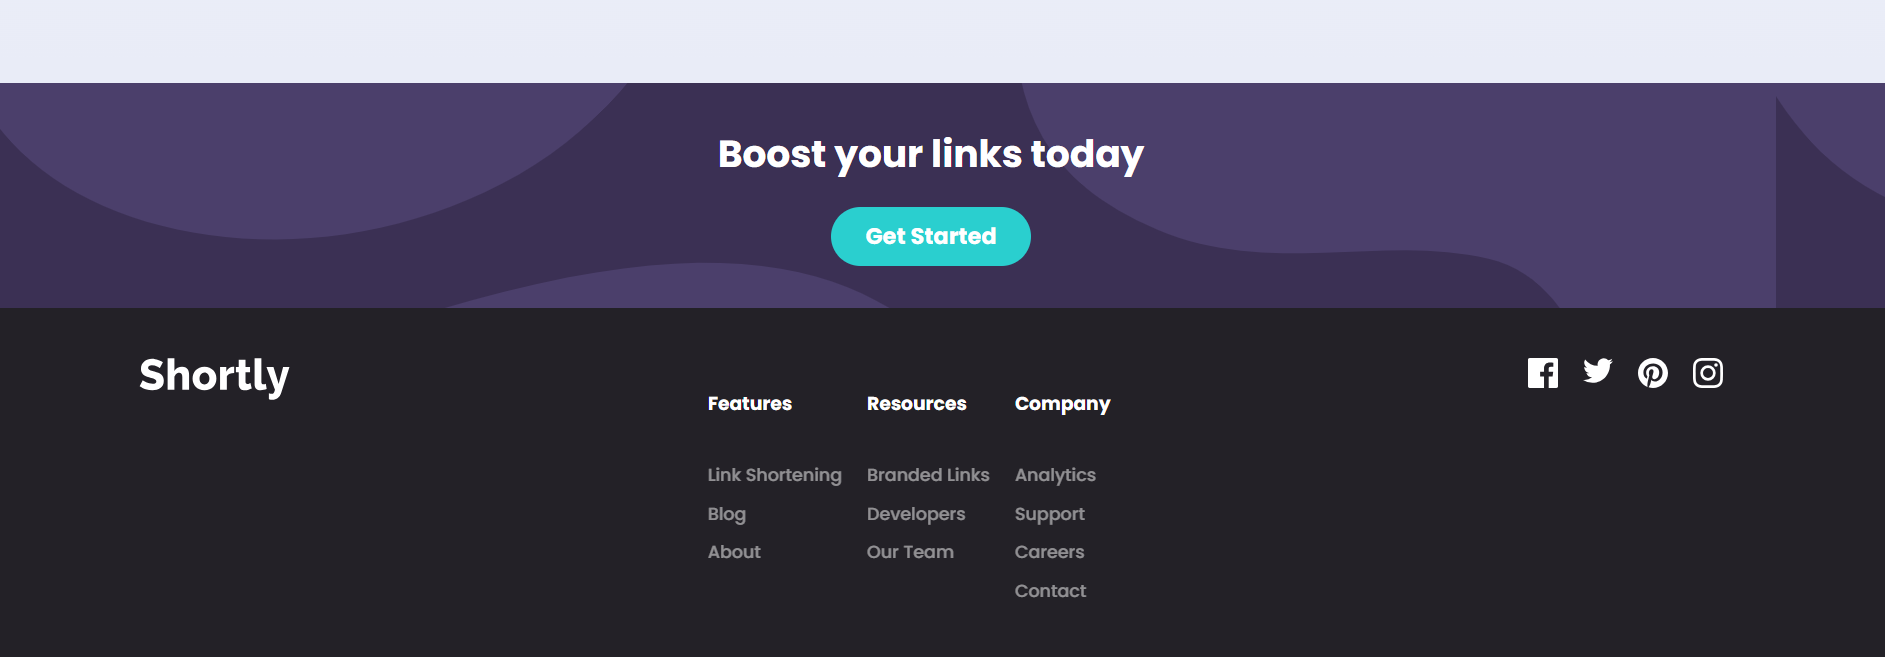 Boost your links today
Get Started
Shortly
Features
Link Shortening
Blog
About
Resources
Branded Links
Developers
Our Team
Company
Analytics
Support
Careers
Contact